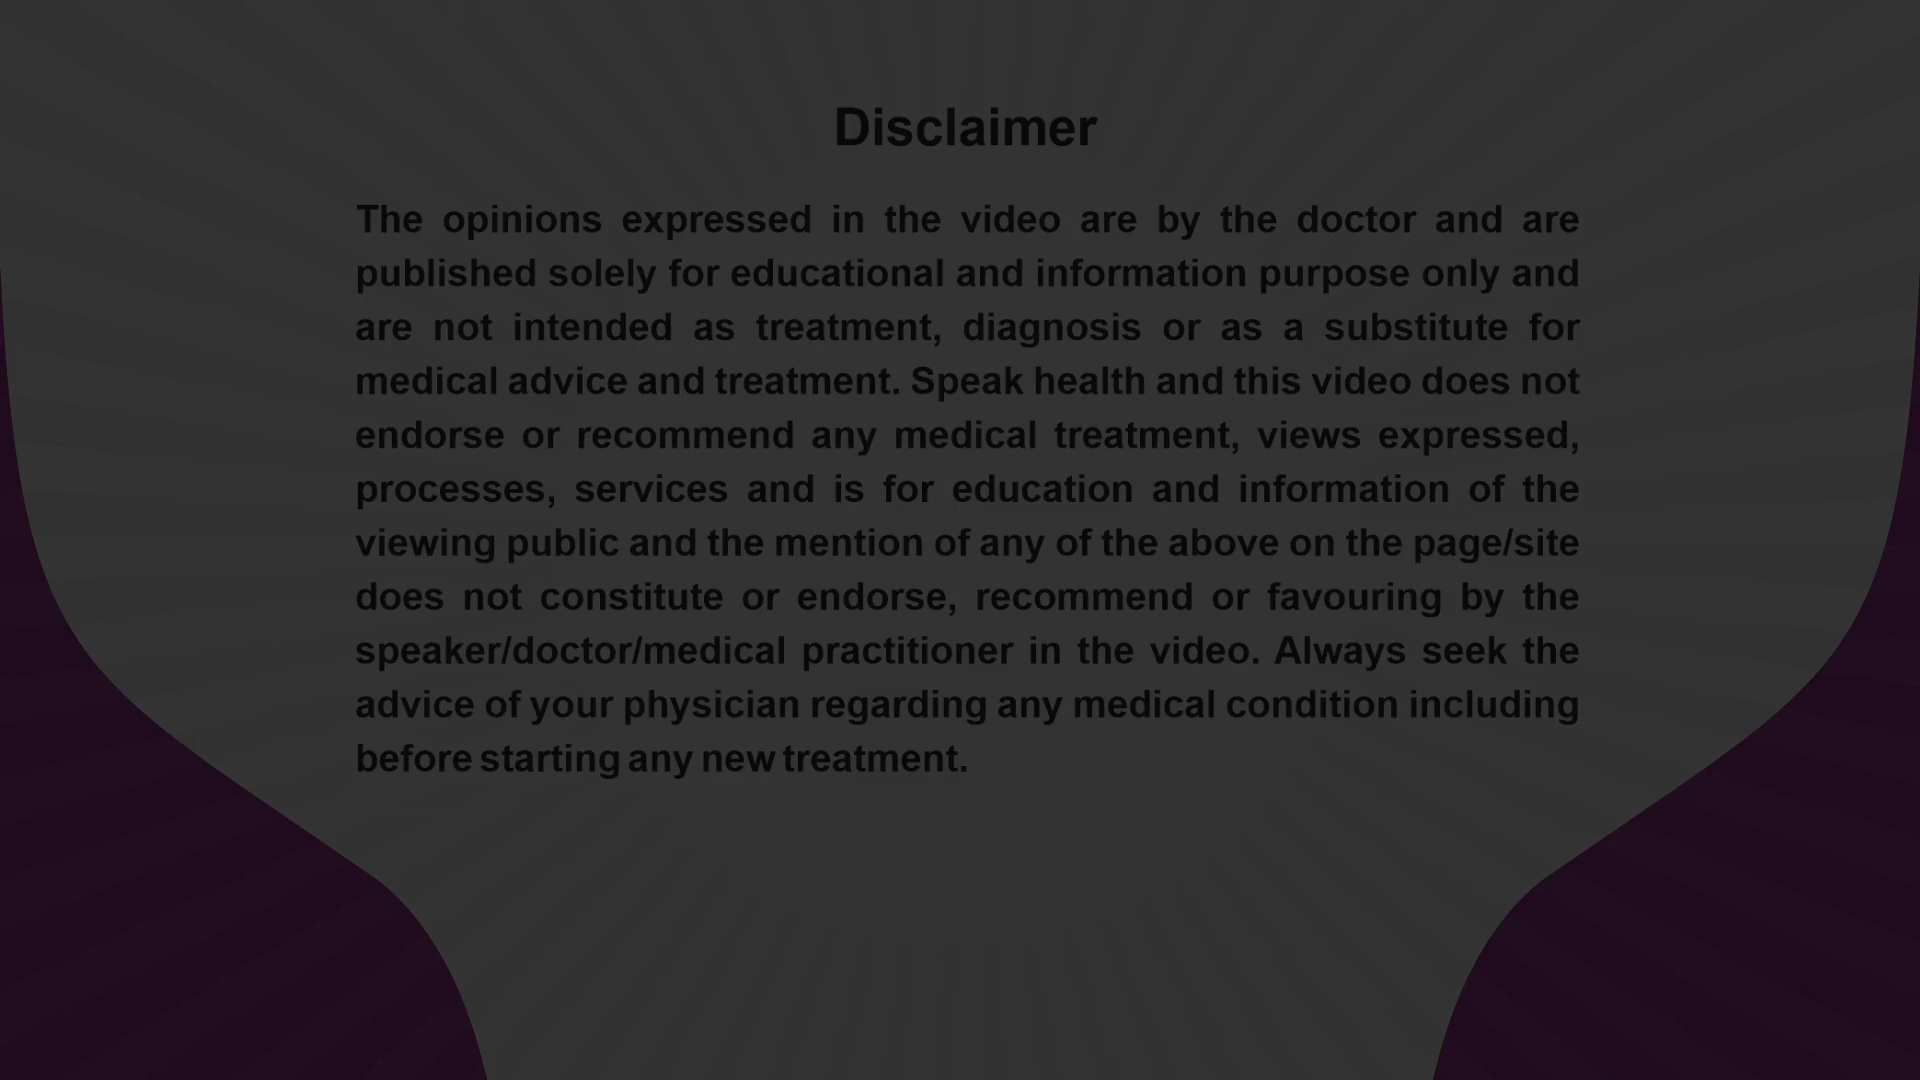 Disclaimer
The opinions expressed in the video are by the doctor and are
published solely for educational and information purpose only and
are not intended as treatment, diagnosis or as a substitute for
medical advice and treatment. Speak health and this video does not
endorse or recommend any medical treatment, views expressed,
processes, services and is for education and information of the
viewing public and the mention of any of the above on the page/site
does not constitute or endorse, recommend or favouring by the
speaker/doctor/medical practitioner in the video. Always seek the
advice of your physician regarding any medical condition including
before starting any new treatment.